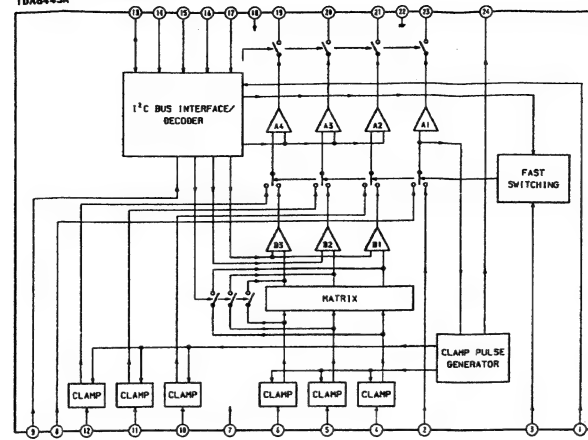 TDA8443A
13 14 15 16 17 18 19 20 21 22 23 24
I²C BUS INTERFACE/
DECODER
A4 A3 A2 A1
FAST
SWITCHING
B3 B2 B1
MATRIX
CLAMP PULSE
GENERATOR
CLAMP CLAMP CLAMP CLAMP CLAMP CLAMP
9 8 12 11 10 7 6 5 4 2 3 1